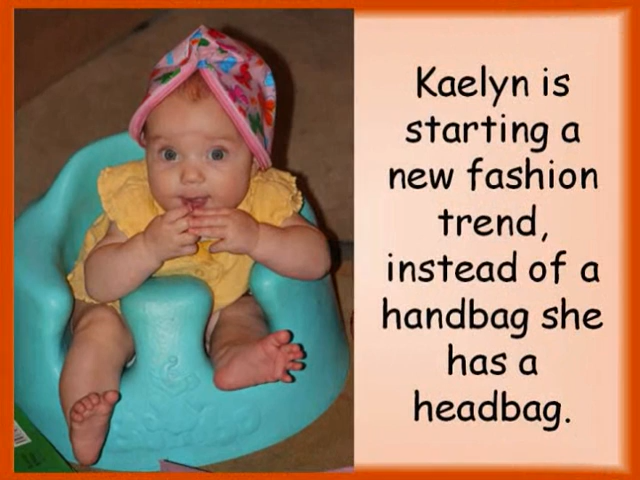 Kaelyn is
starting a
new fashion
trend,
instead of a
handbag she
has a
headbag.